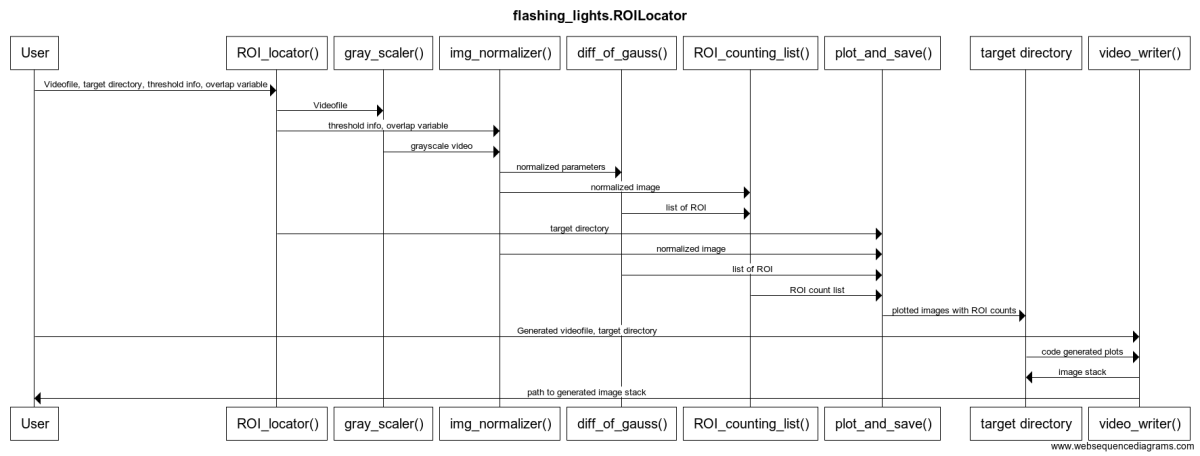 flashing_lights.ROILocator
User
ROI_locator()
gray_scaler()
img_normalizer()
diff_of_gauss()
ROI_counting_list()
plot_and_save()
target directory
video_writer()
Videofile, target directory, threshold info, overlap variable
Videofile
threshold info, overlap variable
grayscale video
normalized parameters
normalized image
list of ROI
target directory
normalized image
list of ROI
ROI count list
plotted images with ROI counts
Generated videofile, target directory
code generated plots
image stack
path to generated image stack
User
ROI_locator()
gray_scaler()
img_normalizer()
diff_of_gauss()
ROI_counting_list()
plot_and_save()
target directory
video_writer()
www.websequencediagrams.com